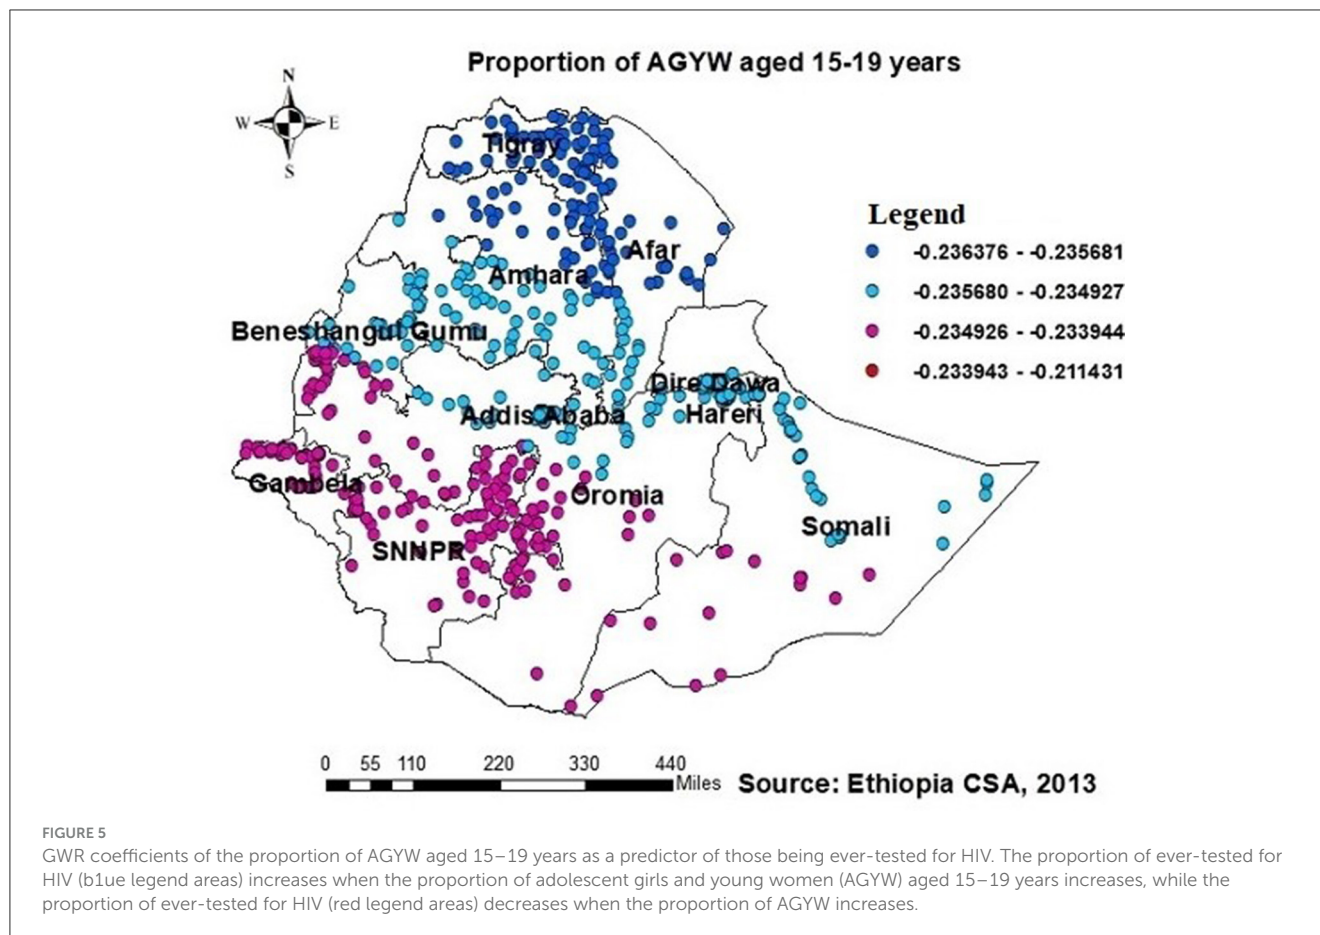 Proportion of AGYW aged 15-19 years
N
W E
S
Tigray
Legend
Afar
-0.236376 - -0.235681
Amhara
-0.235680 - -0.234927
Beneshangul Gumu
-0.234926 - -0.233944
-0.233943 - -0.211431
Dire Dawa
Addis Ababa
Hareri
Gambela
Oromia
Somali
SNNPR
0 55 110 220 330 440
Miles
Source: Ethiopia CSA, 2013
FIGURE 5
GWR coefficients of the proportion of AGYW aged 15–19 years as a predictor of those being ever-tested for HIV. The proportion of ever-tested for
HIV (b1ue legend areas) increases when the proportion of adolescent girls and young women (AGYW) aged 15–19 years increases, while the
proportion of ever-tested for HIV (red legend areas) decreases when the proportion of AGYW increases.